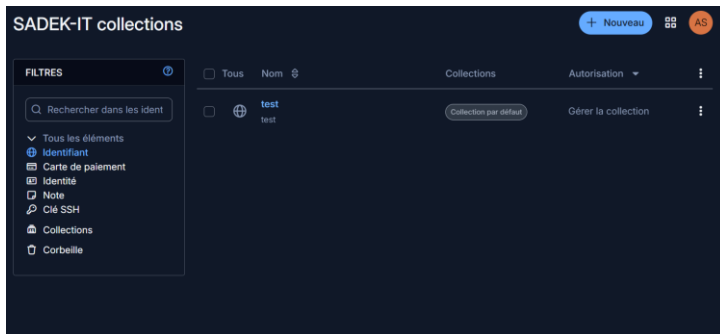 SADEK-IT collections
+ Nouveau
AS
FILTRES
Rechercher dans les ident
Tous les éléments
Identifiant
Carte de paiement
Identité
Note
Clé SSH
Collections
Corbeille
Tous Nom Collections Autorisation
test
test
Collection par défaut
Gérer la collection